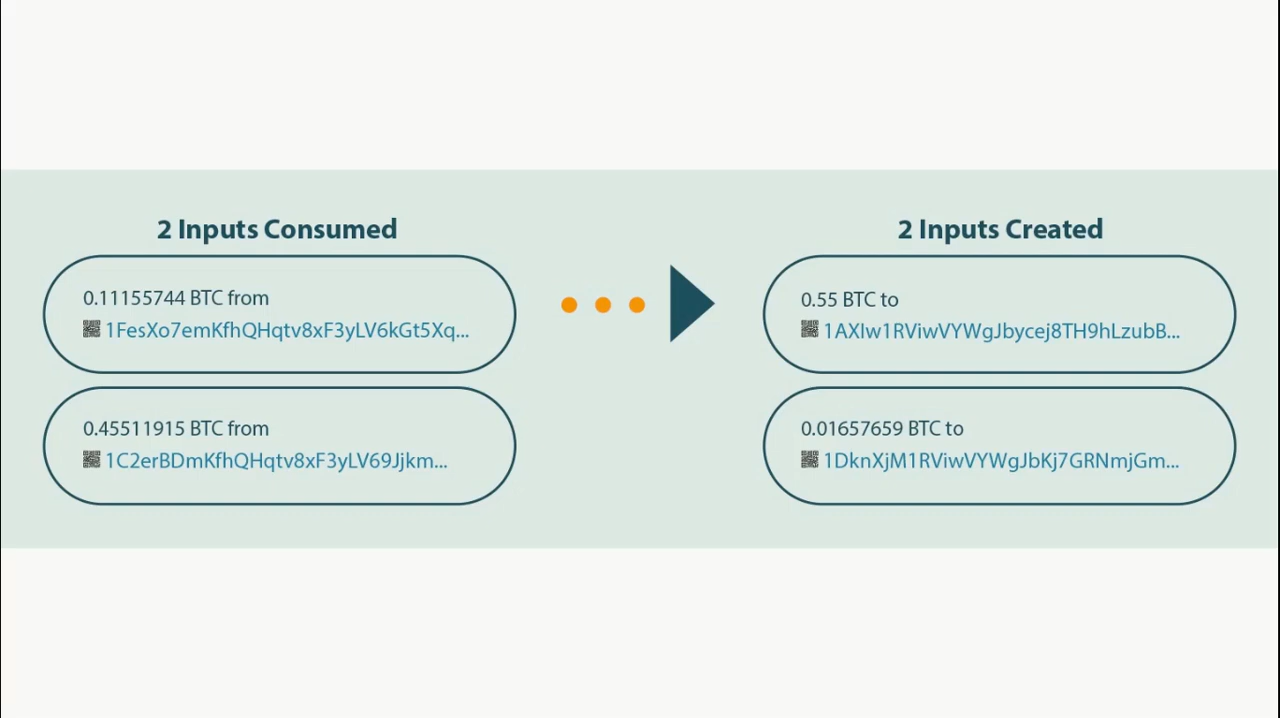 2 Inputs Consumed
0.11155744 BTC from
1FesXo7emKfhQHqtv8xF3yLV6kGt5Xq...
0.45511915 BTC from
1C2erBDmKfhQHqtv8xF3yLV69Jjkm...
2 Inputs Created
0.55 BTC to
1AXIw1RViwVYWgJbycej8TH9hLzubB...
0.01657659 BTC to
1DknXjM1RViwVYWgJbKj7GRNmjGm...